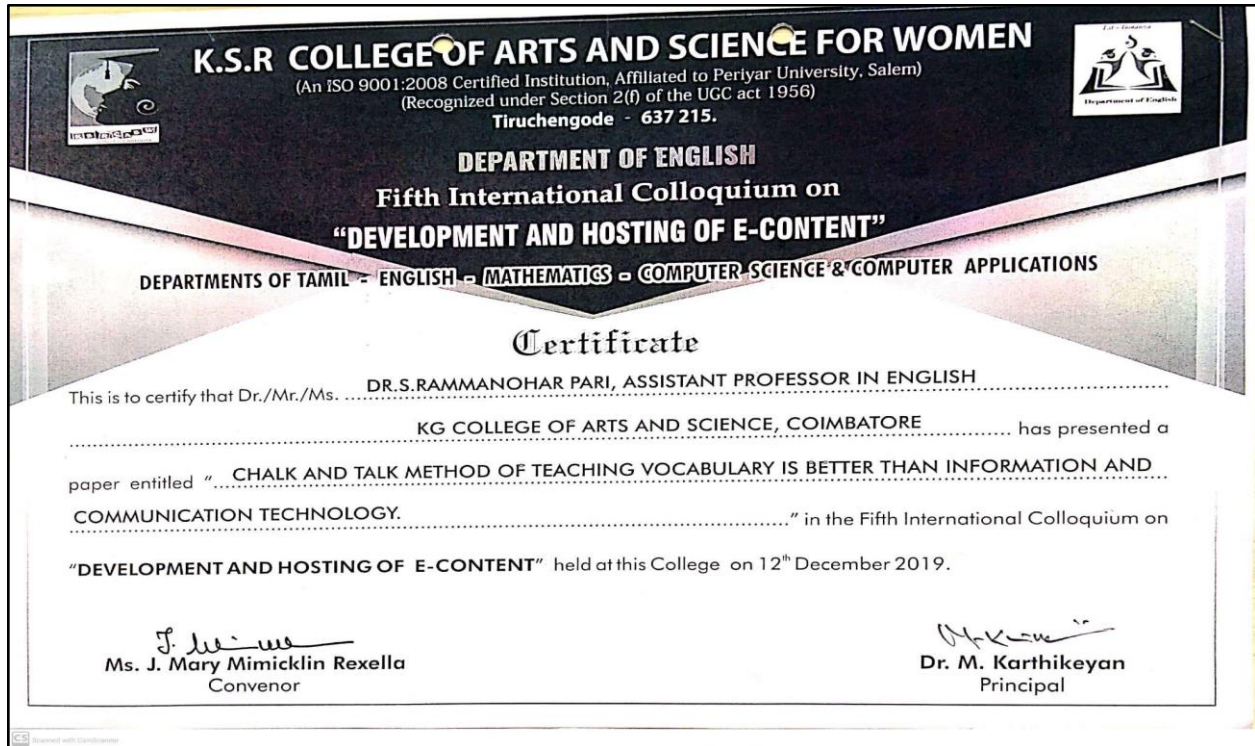 K.S.R COLLEGE OF ARTS AND SCIENCE FOR WOMEN
(An ISO 9001:2008 Certified Institution, Affiliated to Periyar University, Salem)
(Recognized under Section 2(f) of the UGC act 1956)
Tiruchengode - 637 215.
Department of English
DEPARTMENT OF ENGLISH
Fifth International Colloquium on
“DEVELOPMENT AND HOSTING OF E-CONTENT”
DEPARTMENTS OF TAMIL - ENGLISH - MATHEMATICS - COMPUTER SCIENCE & COMPUTER APPLICATIONS
Certificate
This is to certify that Dr./Mr./Ms. DR.S.RAMMANOHAR PARI, ASSISTANT PROFESSOR IN ENGLISH
KG COLLEGE OF ARTS AND SCIENCE, COIMBATORE has presented a
paper entitled “ CHALK AND TALK METHOD OF TEACHING VOCABULARY IS BETTER THAN INFORMATION AND
COMMUNICATION TECHNOLOGY. ” in the Fifth International Colloquium on
“DEVELOPMENT AND HOSTING OF E-CONTENT” held at this College on 12th December 2019.
Ms. J. Mary Mimicklin Rexella
Convenor
Dr. M. Karthikeyan
Principal
CS Scanned with CamScanner